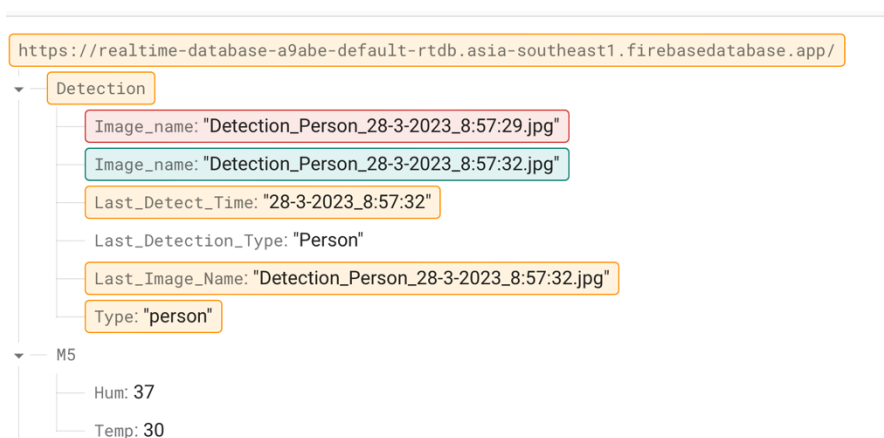 https://realtime-database-a9abe-default-rtdb.asia-southeast1.firebasedatabase.app/
Detection
Image_name: "Detection_Person_28-3-2023_8:57:29.jpg"
Image_name: "Detection_Person_28-3-2023_8:57:32.jpg"
Last_Detect_Time: "28-3-2023_8:57:32"
Last_Detection_Type: "Person"
Last_Image_Name: "Detection_Person_28-3-2023_8:57:32.jpg"
Type: "person"
M5
Hum: 37
Temp: 30